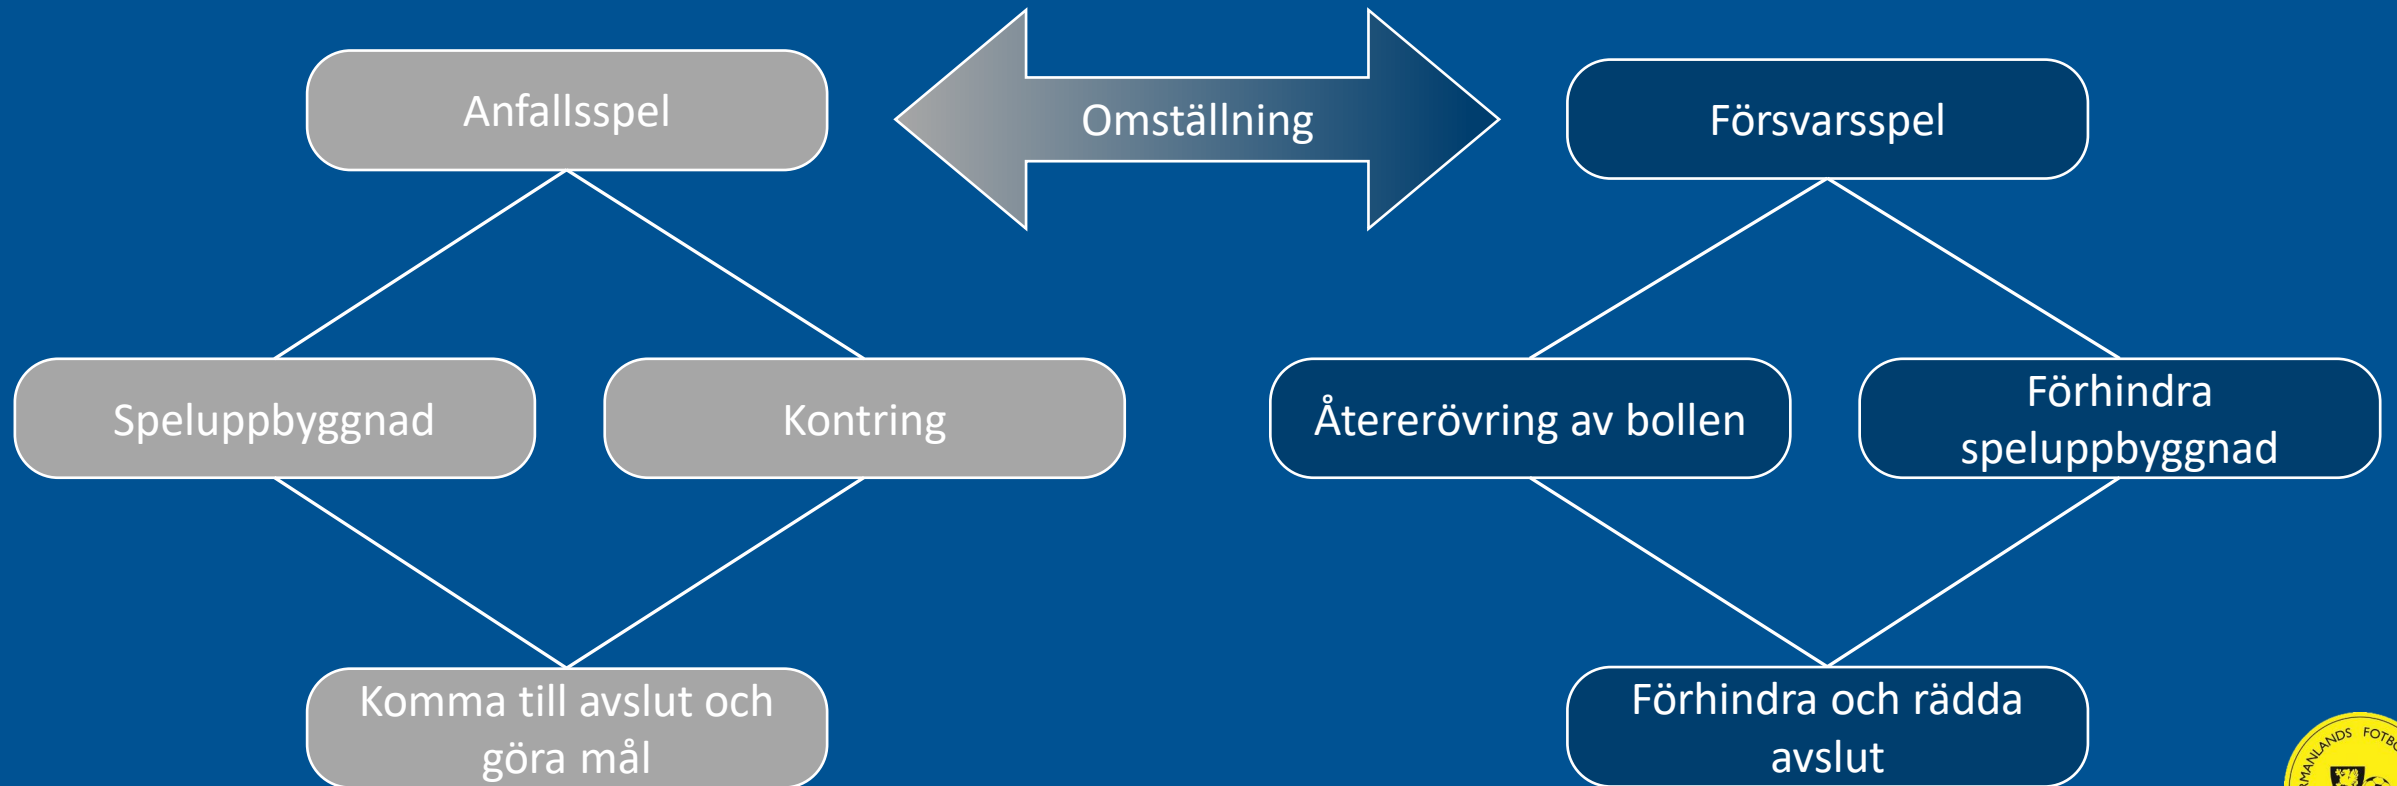 Anfallsspel
Omställning
Försvarsspel
Speluppbyggnad
Kontring
Återerövring av bollen
Förhindra
speluppbyggnad
Komma till avslut och
göra mål
Förhindra och rädda
avslut